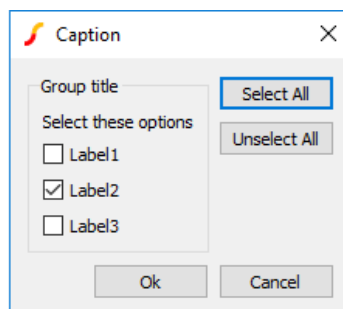 Caption
Group title
Select All
Select these options
Unselect All
Label1
Label2
Label3
Ok
Cancel